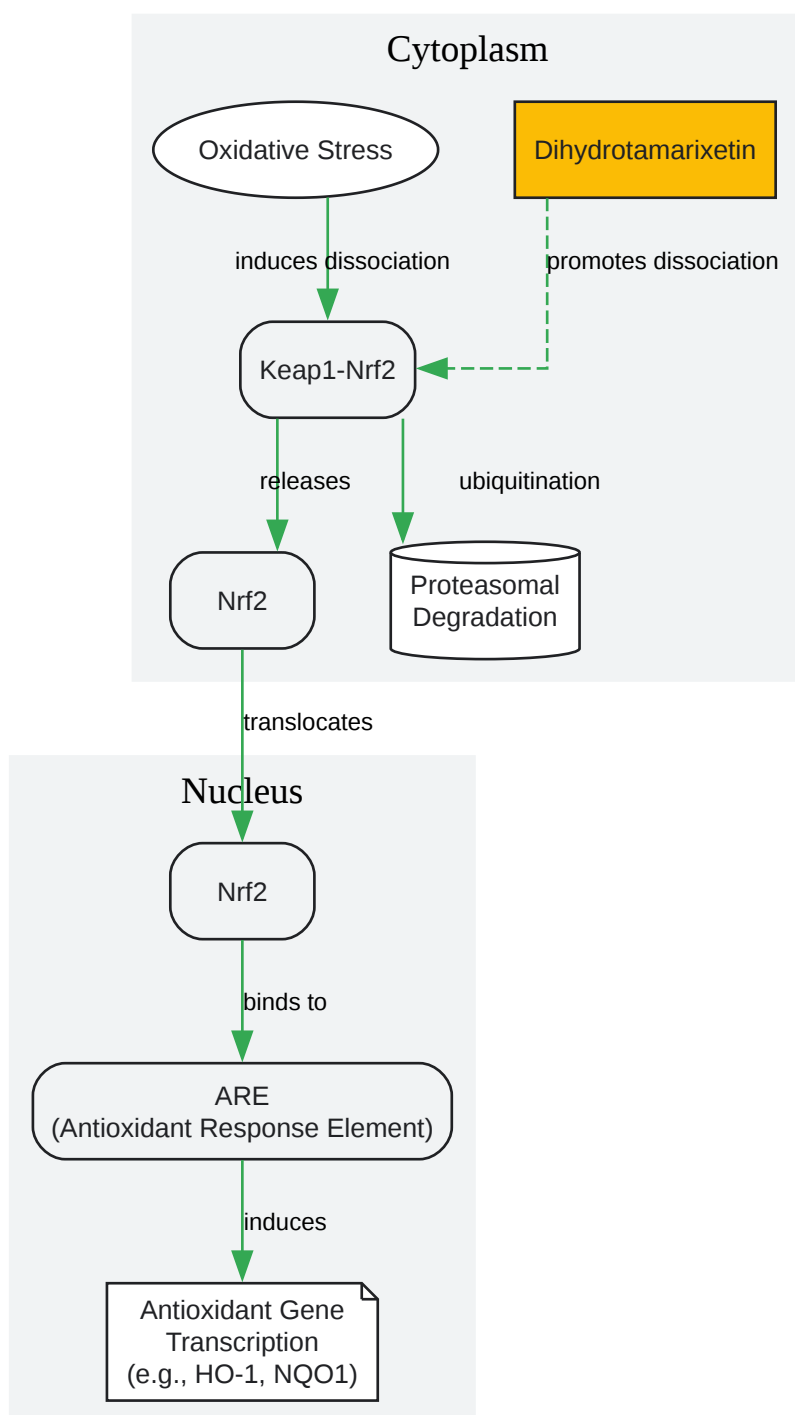 Cytoplasm
Oxidative Stress
Dihydrotamarixetin
induces dissociation
promotes dissociation
Keap1-Nrf2
releases
ubiquitination
Nrf2
Proteasomal
Degradation
translocates
Nucleus
Nrf2
binds to
ARE
(Antioxidant Response Element)
induces
Antioxidant Gene
Transcription
(e.g., HO-1, NQO1)